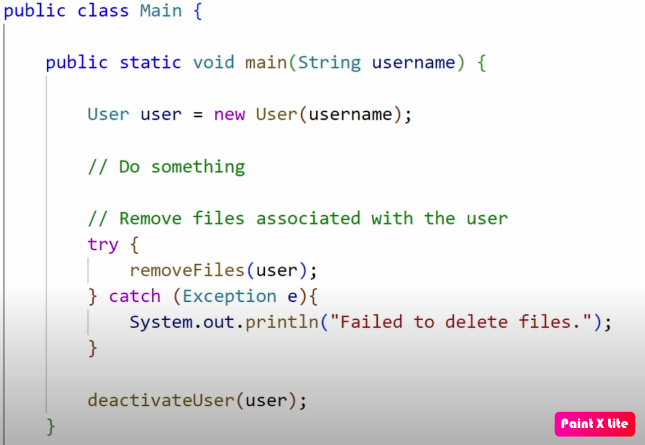 public class Main {
public static void main(String username) {
User user = new User(username);
// Do something
// Remove files associated with the user
try {
removeFiles(user);
} catch (Exception e){
System.out.println("Failed to delete files.");
}
deactivateUser(user);
}
Paint X Lite